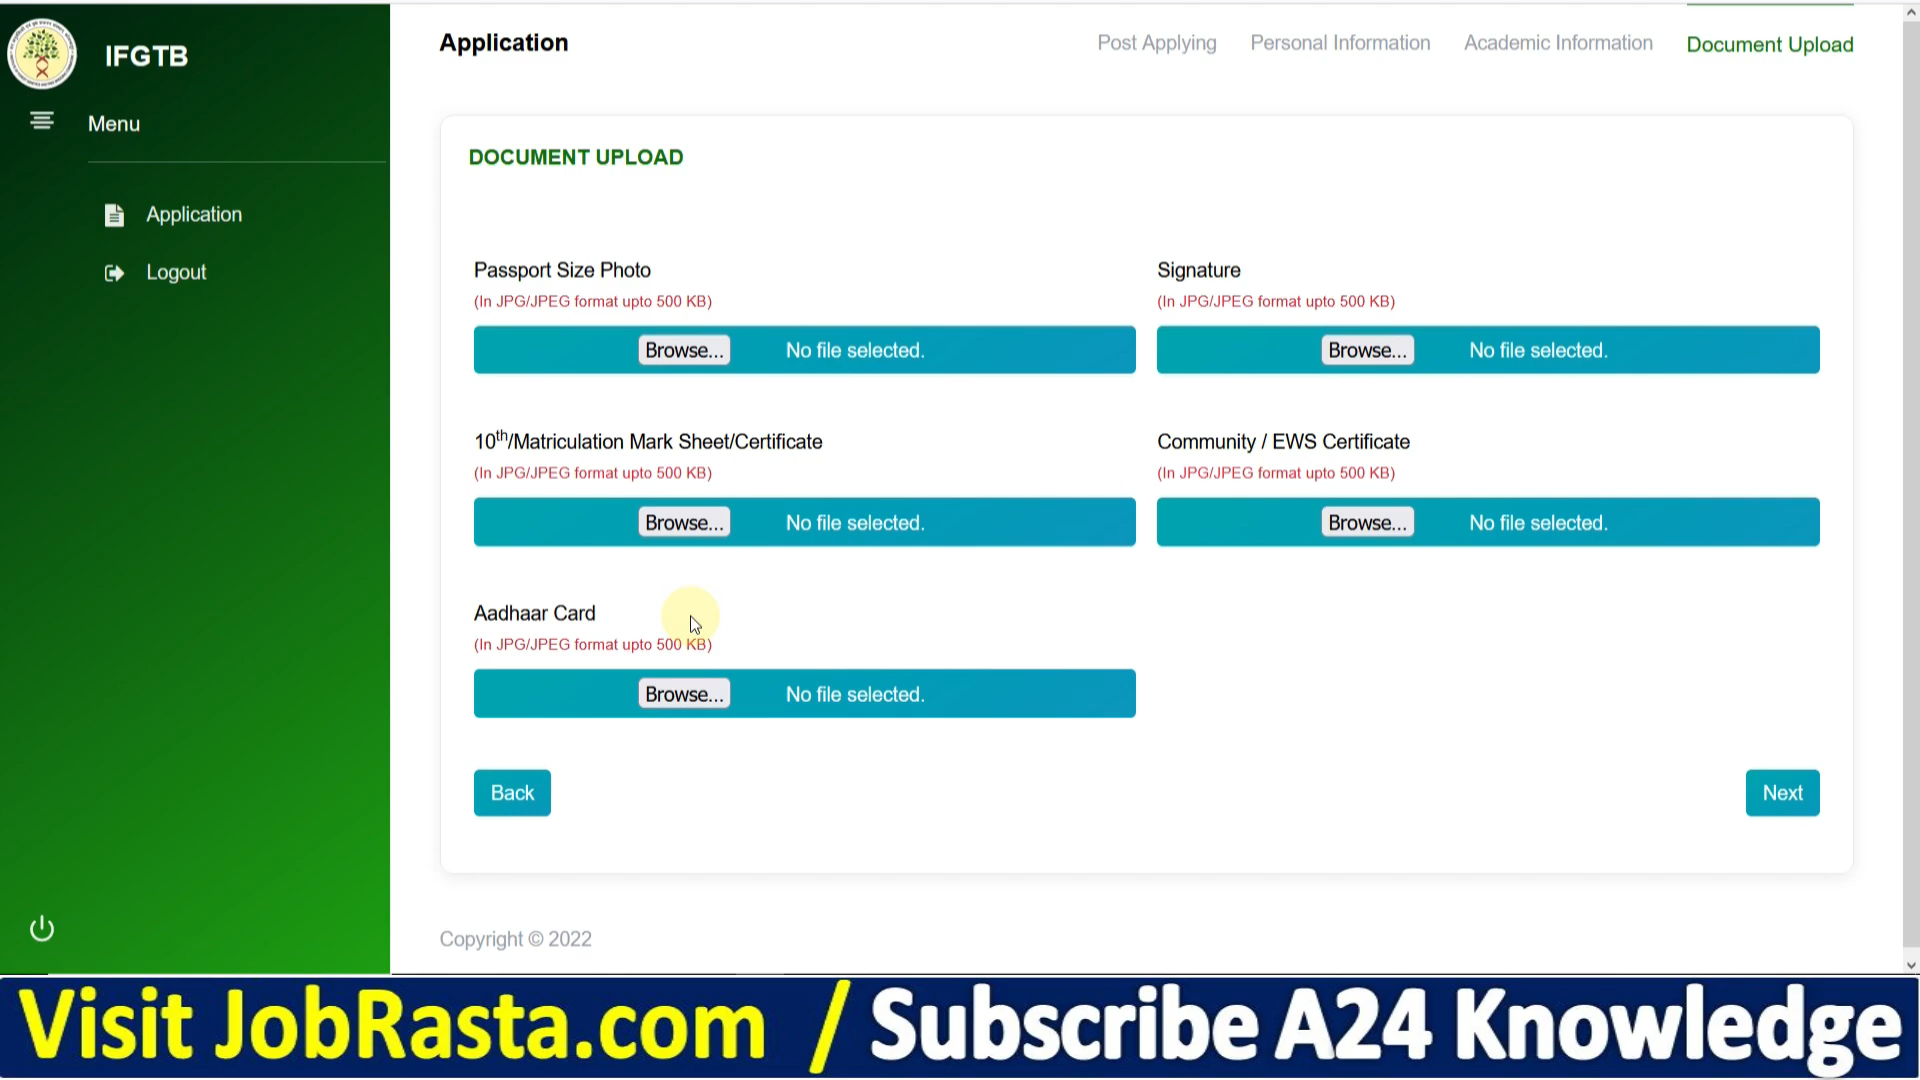 IFGTB
Menu
Application
Logout
Application
Post Applying
Personal Information
Academic Information
Document Upload
DOCUMENT UPLOAD
Passport Size Photo
(In JPG/JPEG format upto 500 KB)
Browse... No file selected.
Signature
(In JPG/JPEG format upto 500 KB)
Browse... No file selected.
10th/Matriculation Mark Sheet/Certificate
(In JPG/JPEG format upto 500 KB)
Browse... No file selected.
Community / EWS Certificate
(In JPG/JPEG format upto 500 KB)
Browse... No file selected.
Aadhaar Card
(In JPG/JPEG format upto 500 KB)
Browse... No file selected.
Back
Next
Copyright © 2022
Visit JobRasta.com / Subscribe A24 Knowledge